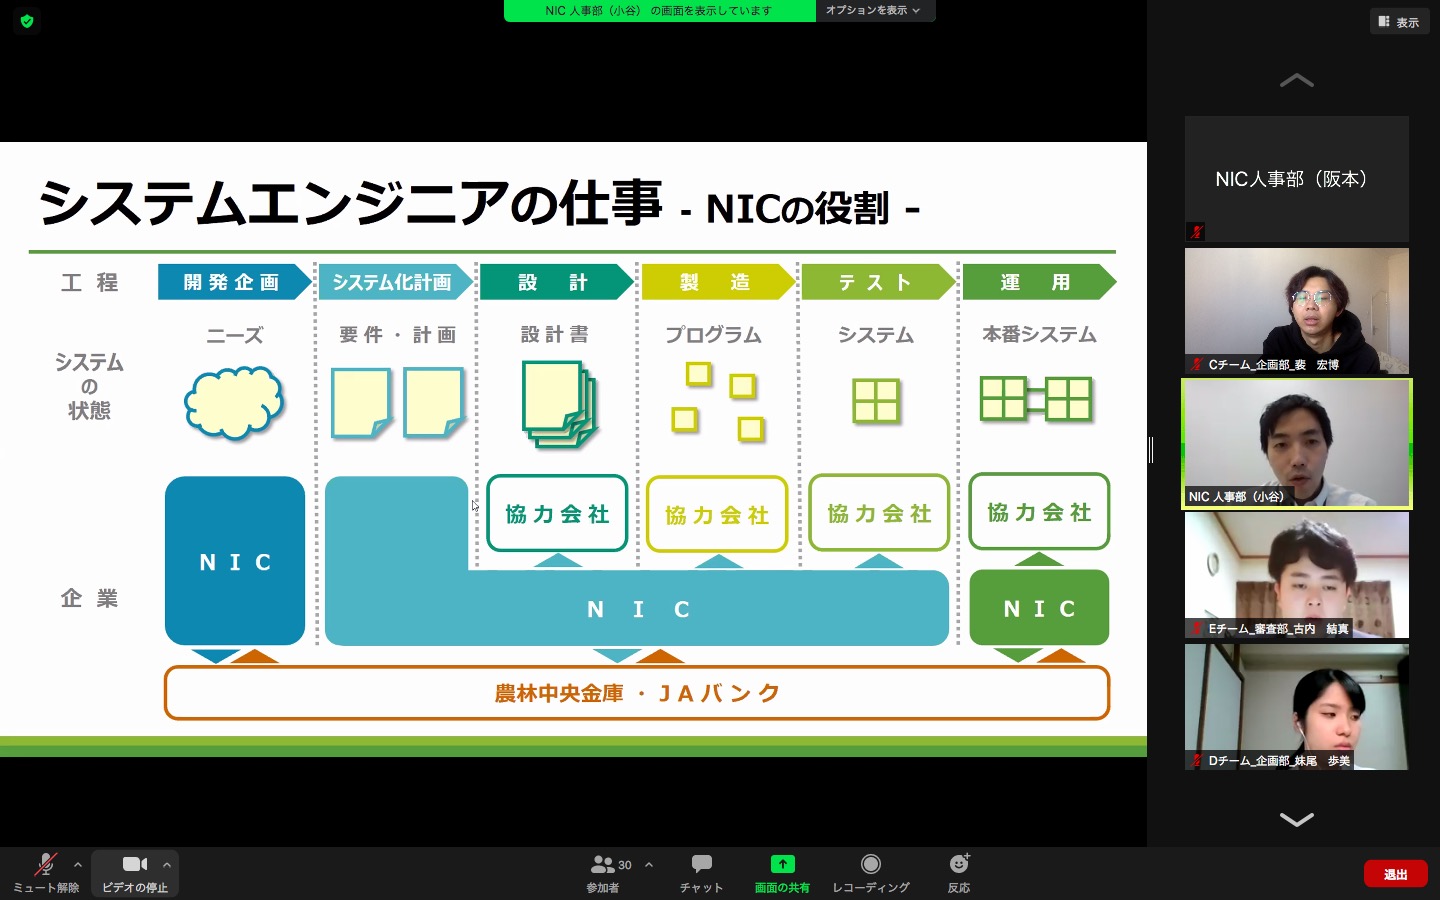 NIC 人事部（小谷） の画面を表示しています
オプションを表示
表示
システムエンジニアの仕事 - NICの役割 -
工程
開発企画
システム化計画
設計
製造
テスト
運用
システム
の
状態
ニーズ
要件・計画
設計書
プログラム
システム
本番システム
企業
NIC
協力会社
協力会社
協力会社
協力会社
NIC
NIC
農林中央金庫・JAバンク
NIC人事部（阪本）
Cチーム_企画部_裴 宏博
NIC 人事部（小谷）
Eチーム_審査部_古内 結真
Dチーム_企画部_妹尾 歩美
ミュート解除
ビデオの停止
30
参加者
チャット
画面の共有
レコーディング
反応
退出